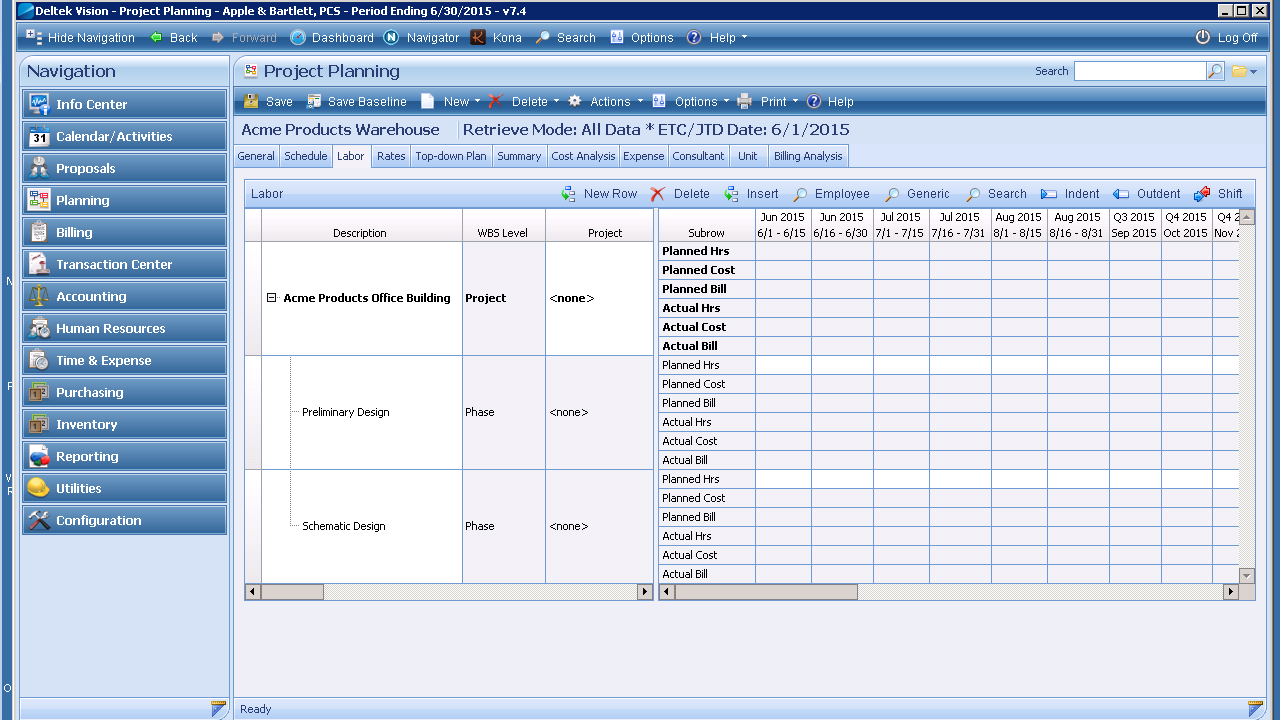 Deltek Vision - Project Planning - Apple & Bartlett, PCS - Period Ending 6/30/2015 - v7.4
Hide Navigation Back Forward Dashboard Navigator Kona Search Options Help Log Off
Navigation
Info Center
31 Calendar/Activities
Proposals
Planning
Billing
Transaction Center
Accounting
Human Resources
Time & Expense
Purchasing
Inventory
Reporting
Utilities
Configuration
Project Planning Search
Save Save Baseline New Delete Actions Options Print Help
Acme Products Warehouse Retrieve Mode: All Data * ETC/JTD Date: 6/1/2015
General Schedule Labor Rates Top-down Plan Summary Cost Analysis Expense Consultant Unit Billing Analysis
Labor New Row Delete Insert Employee Generic Search Indent Outdent Shift
Jun 2015 Jun 2015 Jul 2015 Jul 2015 Aug 2015 Aug 2015 Q3 2015 Q4 2015 Q4 2
Description WBS Level Project Subrow 6/1 - 6/15 6/16 - 6/30 7/1 - 7/15 7/16 - 7/31 8/1 - 8/15 8/16 - 8/31 Sep 2015 Oct 2015 Nov 2
Acme Products Office Building Project <none>
Planned Hrs
Planned Cost
Planned Bill
Actual Hrs
Actual Cost
Actual Bill
Preliminary Design Phase <none>
Planned Hrs
Planned Cost
Planned Bill
Actual Hrs
Actual Cost
Actual Bill
Schematic Design Phase <none>
Planned Hrs
Planned Cost
Planned Bill
Actual Hrs
Actual Cost
Actual Bill
Ready